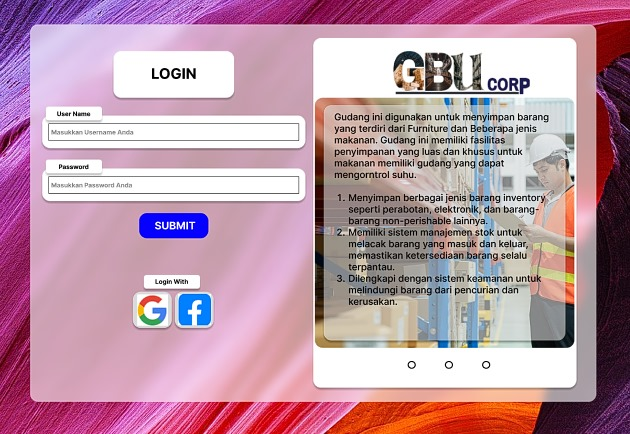 LOGIN
User Name
Masukkan Username Anda
Password
Masukkan Password Anda
SUBMIT
Login With
GBU CORP
Gudang ini digunakan untuk menyimpan barang
yang terdiri dari Furniture dan Beberapa jenis
makanan. Gudang ini memiliki fasilitas
penyimpanan yang luas dan khusus untuk
makanan memiliki gudang yang dapat
mengorntrol suhu.
1. Menyimpan berbagai jenis barang inventory
seperti perabotan, elektronik, dan barang-
barang non-perishable lainnya.
2. Memiliki sistem manajemen stok untuk
melacak barang yang masuk dan keluar,
memastikan ketersediaan barang selalu
terpantau.
3. Dilengkapi dengan sistem keamanan untuk
melindungi barang dari pencurian dan
kerusakan.